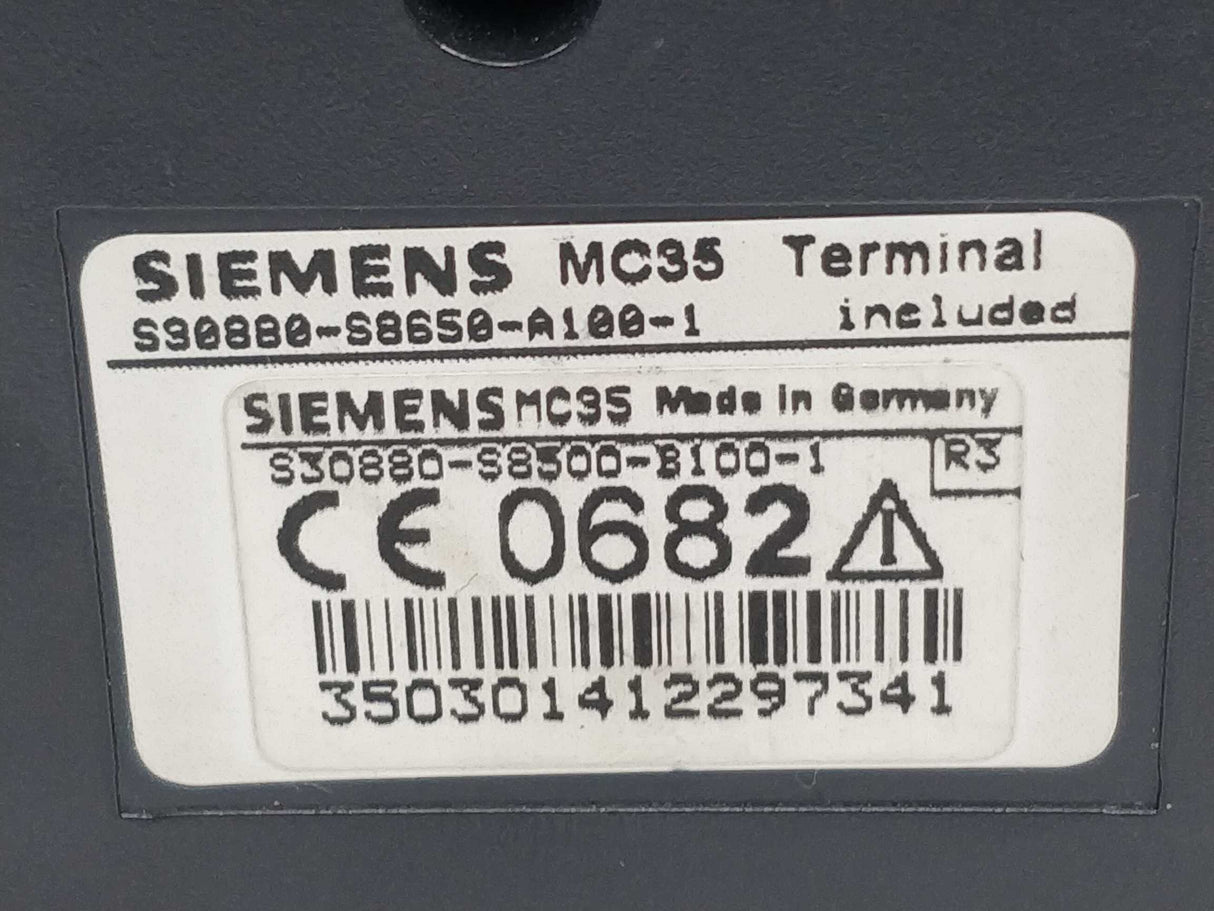 SIEMENS MC35 Terminal
S30880-S8650-A100-1 included
SIEMENS MC35 Made in Germany
S30880-S8500-B100-1 R3
CE 0682
350301412297341